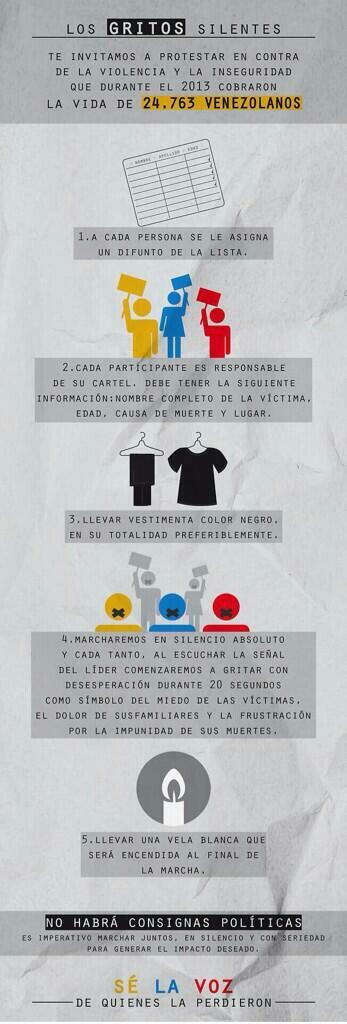 LOS GRITOS SILENTES
TE INVITAMOS A PROTESTAR EN CONTRA
DE LA VIOLENCIA Y LA INSEGURIDAD
QUE DURANTE EL 2013 COBRARON
LA VIDA DE 24.763 VENEZOLANOS
NOMBRE - APELLIDO - EDAD
1.A CADA PERSONA SE LE ASIGNA
UN DIFUNTO DE LA LISTA.
2.CADA PARTICIPANTE ES RESPONSABLE
DE SU CARTEL. DEBE TENER LA SIGUIENTE
INFORMACIÓN:NOMBRE COMPLETO DE LA VÍCTIMA,
EDAD, CAUSA DE MUERTE Y LUGAR.
3.LLEVAR VESTIMENTA COLOR NEGRO,
EN SU TOTALIDAD PREFERIBLEMENTE.
4.MARCHAREMOS EN SILENCIO ABSOLUTO
Y CADA TANTO, AL ESCUCHAR LA SEÑAL
DEL LÍDER COMENZAREMOS A GRITAR CON
DESESPERACIÓN DURANTE 20 SEGUNDOS
COMO SÍMBOLO DEL MIEDO DE LAS VÍCTIMAS,
EL DOLOR DE SUSFAMILIARES Y LA FRUSTRACIÓN
POR LA IMPUNIDAD DE SUS MUERTES.
5.LLEVAR UNA VELA BLANCA QUE
SERÁ ENCENDIDA AL FINAL DE
LA MARCHA.
NO HABRÁ CONSIGNAS POLÍTICAS
ES IMPERATIVO MARCHAR JUNTOS, EN SILENCIO Y CON SERIEDAD
PARA GENERAR EL IMPACTO DESEADO.
SÉ LA VOZ
DE QUIENES LA PERDIERON